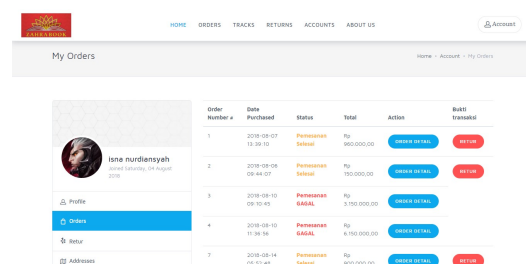 ZAHRABOOK
HOME ORDERS TRACKS RETURNS ACCOUNTS ABOUT US
Account
My Orders
Home > Account > My Orders
Order Number
Date Purchased
Status
Total
Action
Bukti transaksi
1 2018-08-07 13:39:10 Pemesanan Selesai Rp 960.000,00 ORDER DETAIL RETUR
2 2018-08-08 09:44:07 Pemesanan Selesai Rp 150.000,00 ORDER DETAIL RETUR
3 2018-08-10 09:10:45 Pemesanan GAGAL Rp 3.150.000,00 ORDER DETAIL
4 2018-08-10 11:36:56 Pemesanan GAGAL Rp 6.150.000,00 ORDER DETAIL
7 2018-08-14 Pemesanan Rp ORDER DETAIL RETUR
isna nurdiansyah
Joined Saturday, 04 August
2018
Profile
Orders
Retur
Addresses